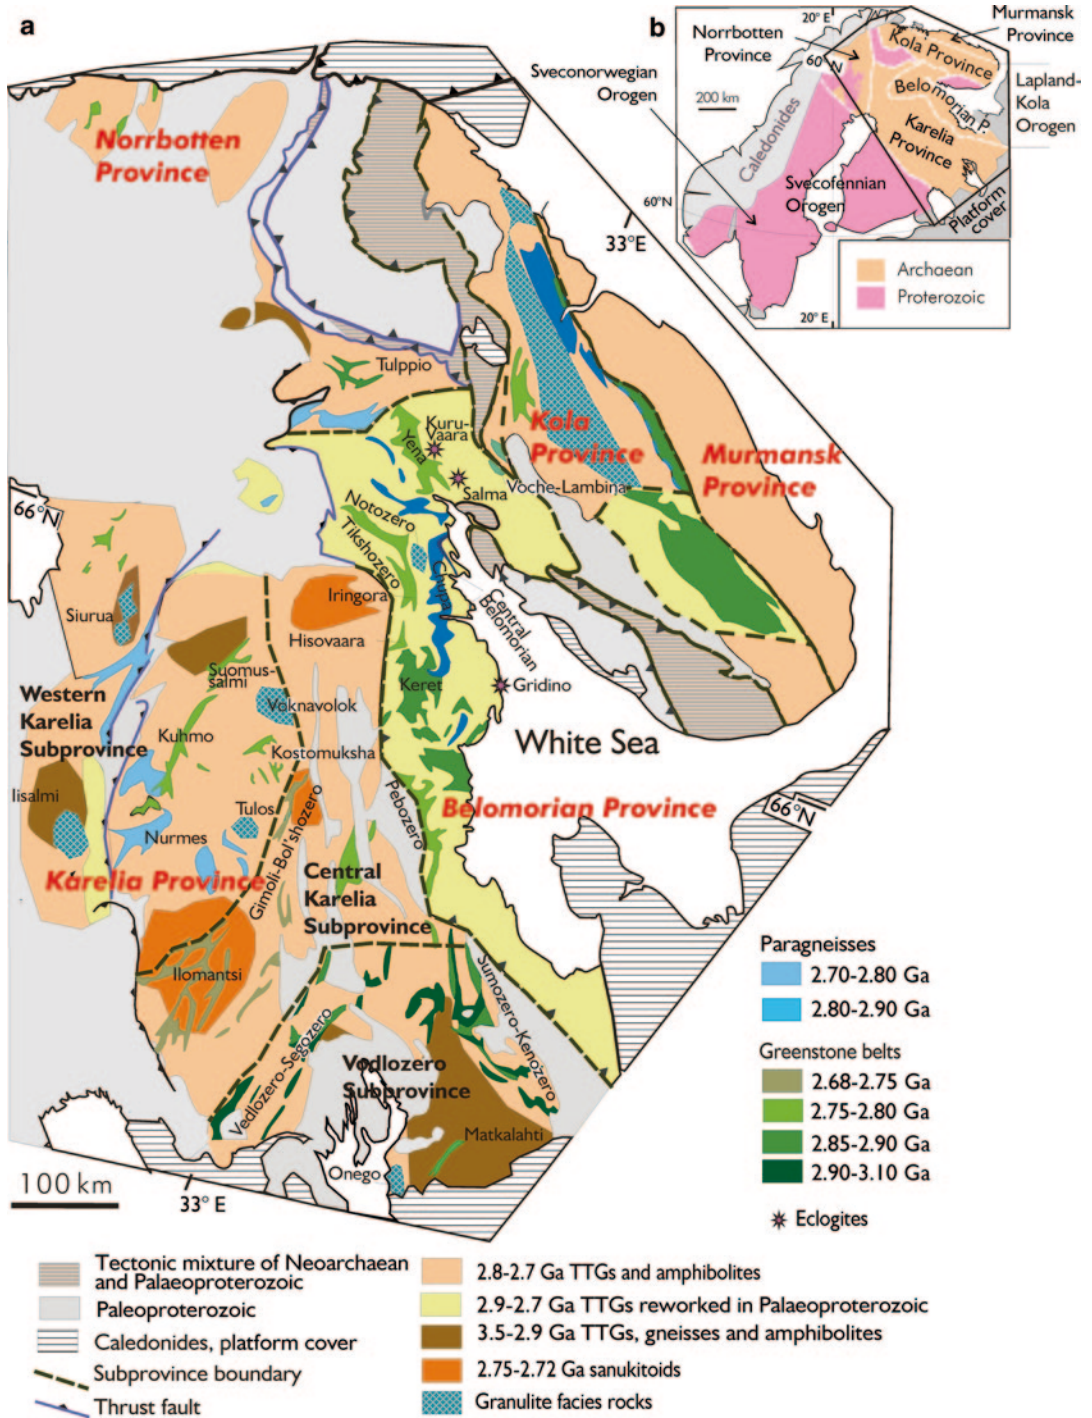 a
b
20° E
Murmansk
Province
Norrbotten
Province
Kola Province
60°N
Sveconorwegian
Orogen
Lapland-
Kola
Orogen
Belomorian P.
200 km
Karelia
Province
Caledonides
Svecofennian
Orogen
60°N
Platform
cover
Archaean
Proterozoic
20° E
Norrbotten
Province
33°E
Tulppio
Kuru-
Vaara
Yena
Kola
Province
Murmansk
Province
Salma
Voche-Lambina
66°N
Notozero
Tikshozero
Chupa
Central
Belomorian
Iringora
Siurua
Hisovaara
Suomus-
salmi
Keret
Gridino
Western
Karelia
Subprovince
Voknavolok
Kuhmo
White Sea
Kostomuksha
Iisalmi
Pebozero
Belomorian Province
66°N
Tulos
Nurmes
Gimoli-Bol'shozero
Karelia Province
Central
Karelia
Subprovince
Ilomantsi
Sumozero-Kenozero
Vedlozero-Segozero
Vodlozero
Subprovince
Matkalahti
Onego
100 km
33° E
Paragneisses
2.70-2.80 Ga
2.80-2.90 Ga
Greenstone belts
2.68-2.75 Ga
2.75-2.80 Ga
2.85-2.90 Ga
2.90-3.10 Ga
Eclogites
Tectonic mixture of Neoarchaean
and Palaeoproterozoic
Paleoproterozoic
Caledonides, platform cover
Subprovince boundary
Thrust fault
2.8-2.7 Ga TTGs and amphibolites
2.9-2.7 Ga TTGs reworked in Palaeoproterozoic
3.5-2.9 Ga TTGs, gneisses and amphibolites
2.75-2.72 Ga sanukitoids
Granulite facies rocks